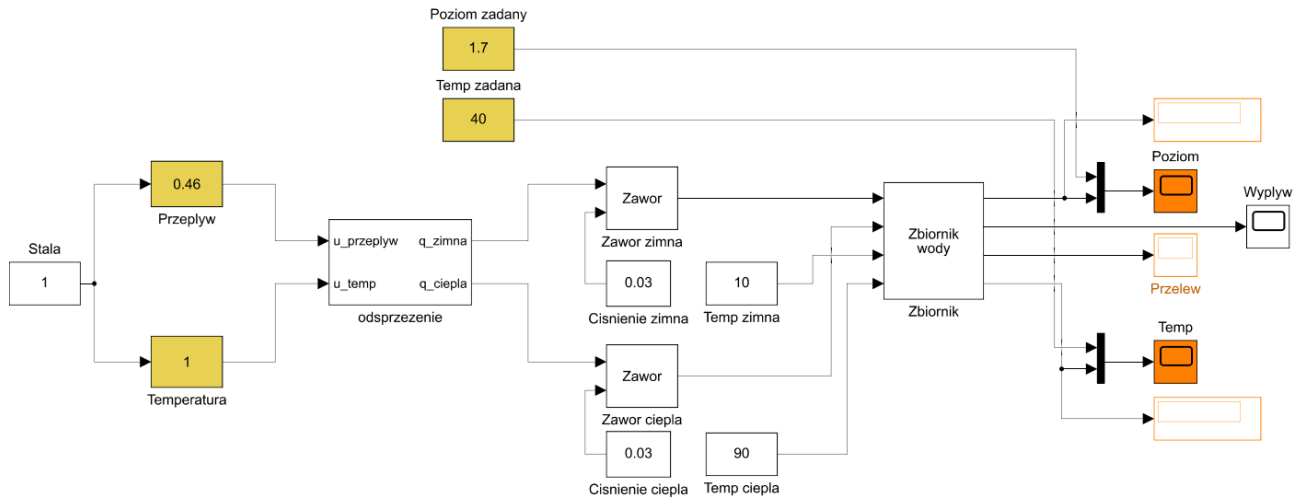 Poziom zadany
1.7
Temp zadana
40
Poziom
0.46
Przeplyw
Zawor
Zawor zimna
Zbiornik
wody
Zbiornik
Wyplyw
Stala
1
u_przeplyw
q_zimna
u_temp
q_ciepla
odsprzezenie
0.03
Cisnienie zimna
10
Temp zimna
Przelew
1
Temperatura
Zawor
Zawor ciepla
Temp
0.03
Cisnienie ciepla
90
Temp ciepla